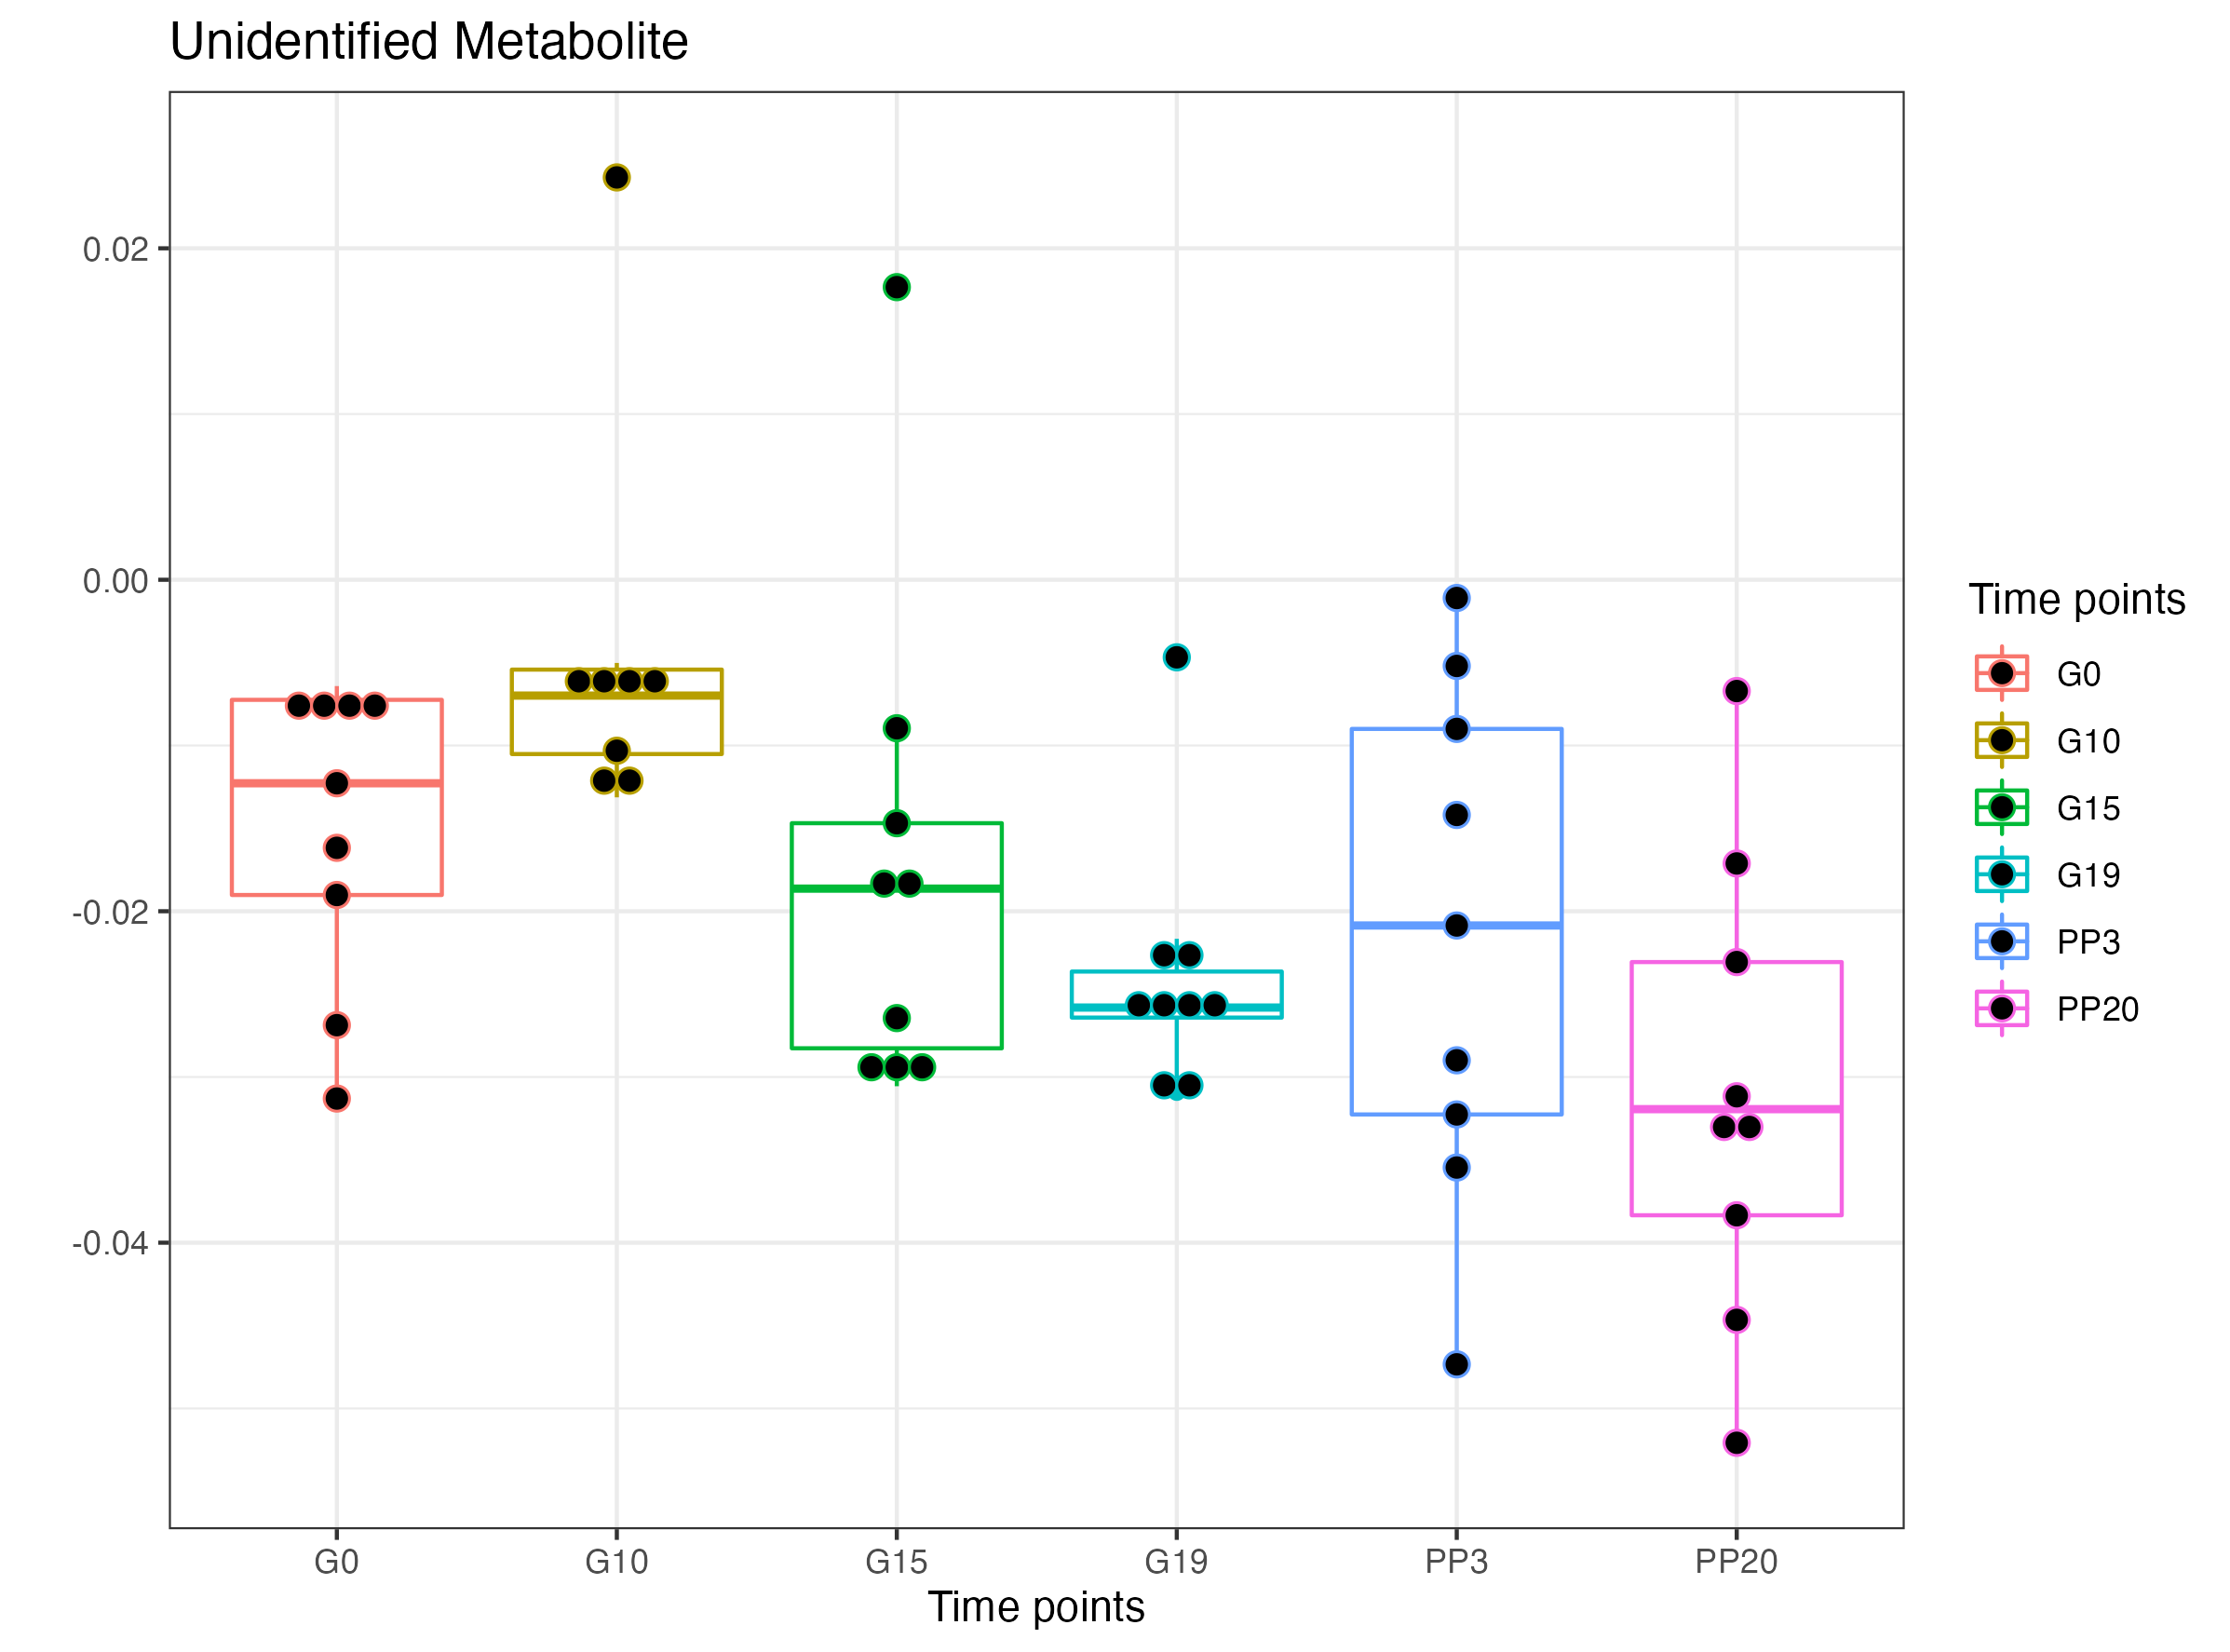 Unidentified Metabolite
0.02
0.00
-0.02
-0.04
G0 G10 G15 G19 PP3 PP20
Time points
Time points
G0
G10
G15
G19
PP3
PP20